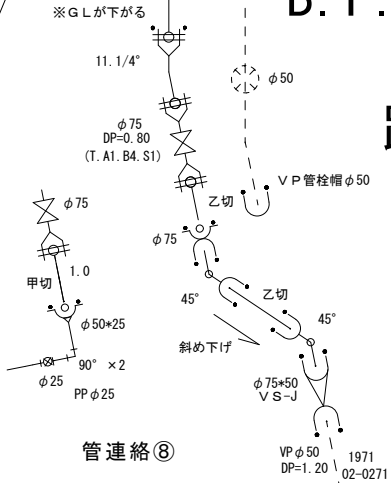 ※ＧＬが下がる
B.T.
11.1/4°
φ50
φ75
DP=0.80
(T.A1.B4.S1)
ＶＰ管栓帽φ50
乙切
φ75
φ75
甲切
1.0
45°
乙切
φ50*25
斜め下げ
45°
90° ×2
φ25
PPφ25
φ75*50
ＶＳ-Ｊ
管連絡⑧
VPφ50
DP=1.20
1971
02-0271